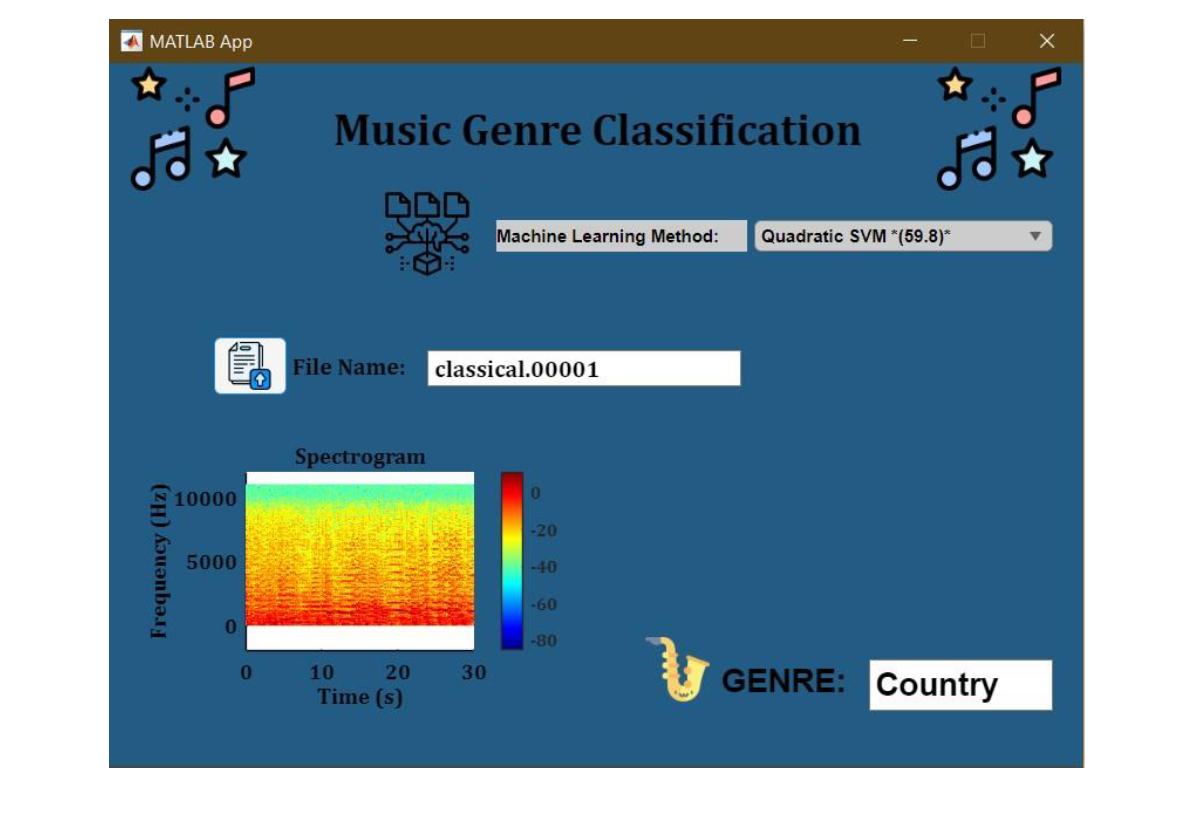 MATLAB App
Music Genre Classification
Machine Learning Method: Quadratic SVM *(59.8)*
File Name: classical.00001
Spectrogram
Frequency (Hz)
10000
5000
0
0 10 20 30
Time (s)
0
-20
-40
-60
-80
GENRE: Country